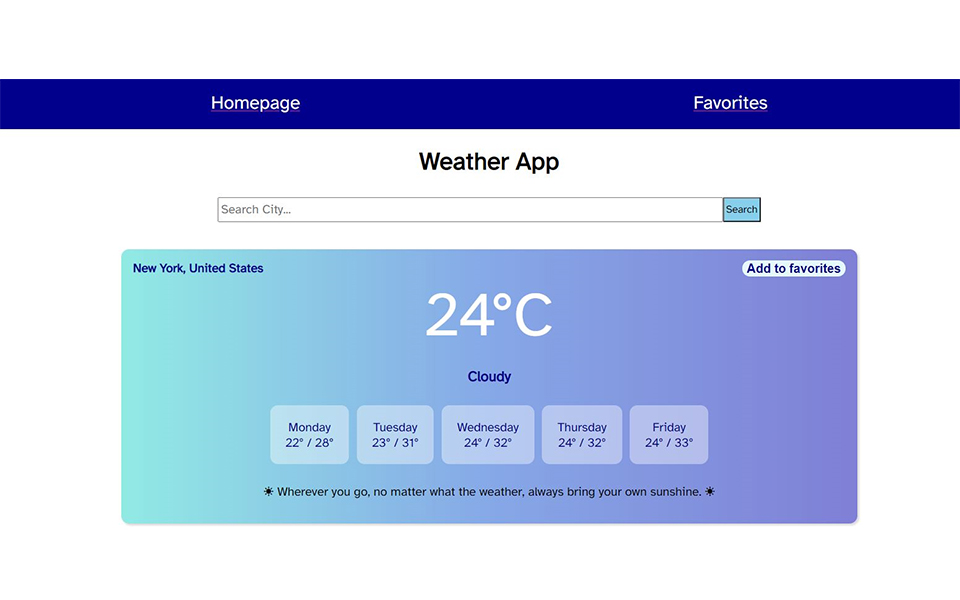 Homepage Favorites
Weather App
Search City... Search
New York, United States Add to favorites
24°C
Cloudy
Monday Tuesday Wednesday Thursday Friday
22° / 28° 23° / 31° 24° / 32° 24° / 32° 24° / 33°
☀ Wherever you go, no matter what the weather, always bring your own sunshine. ☀